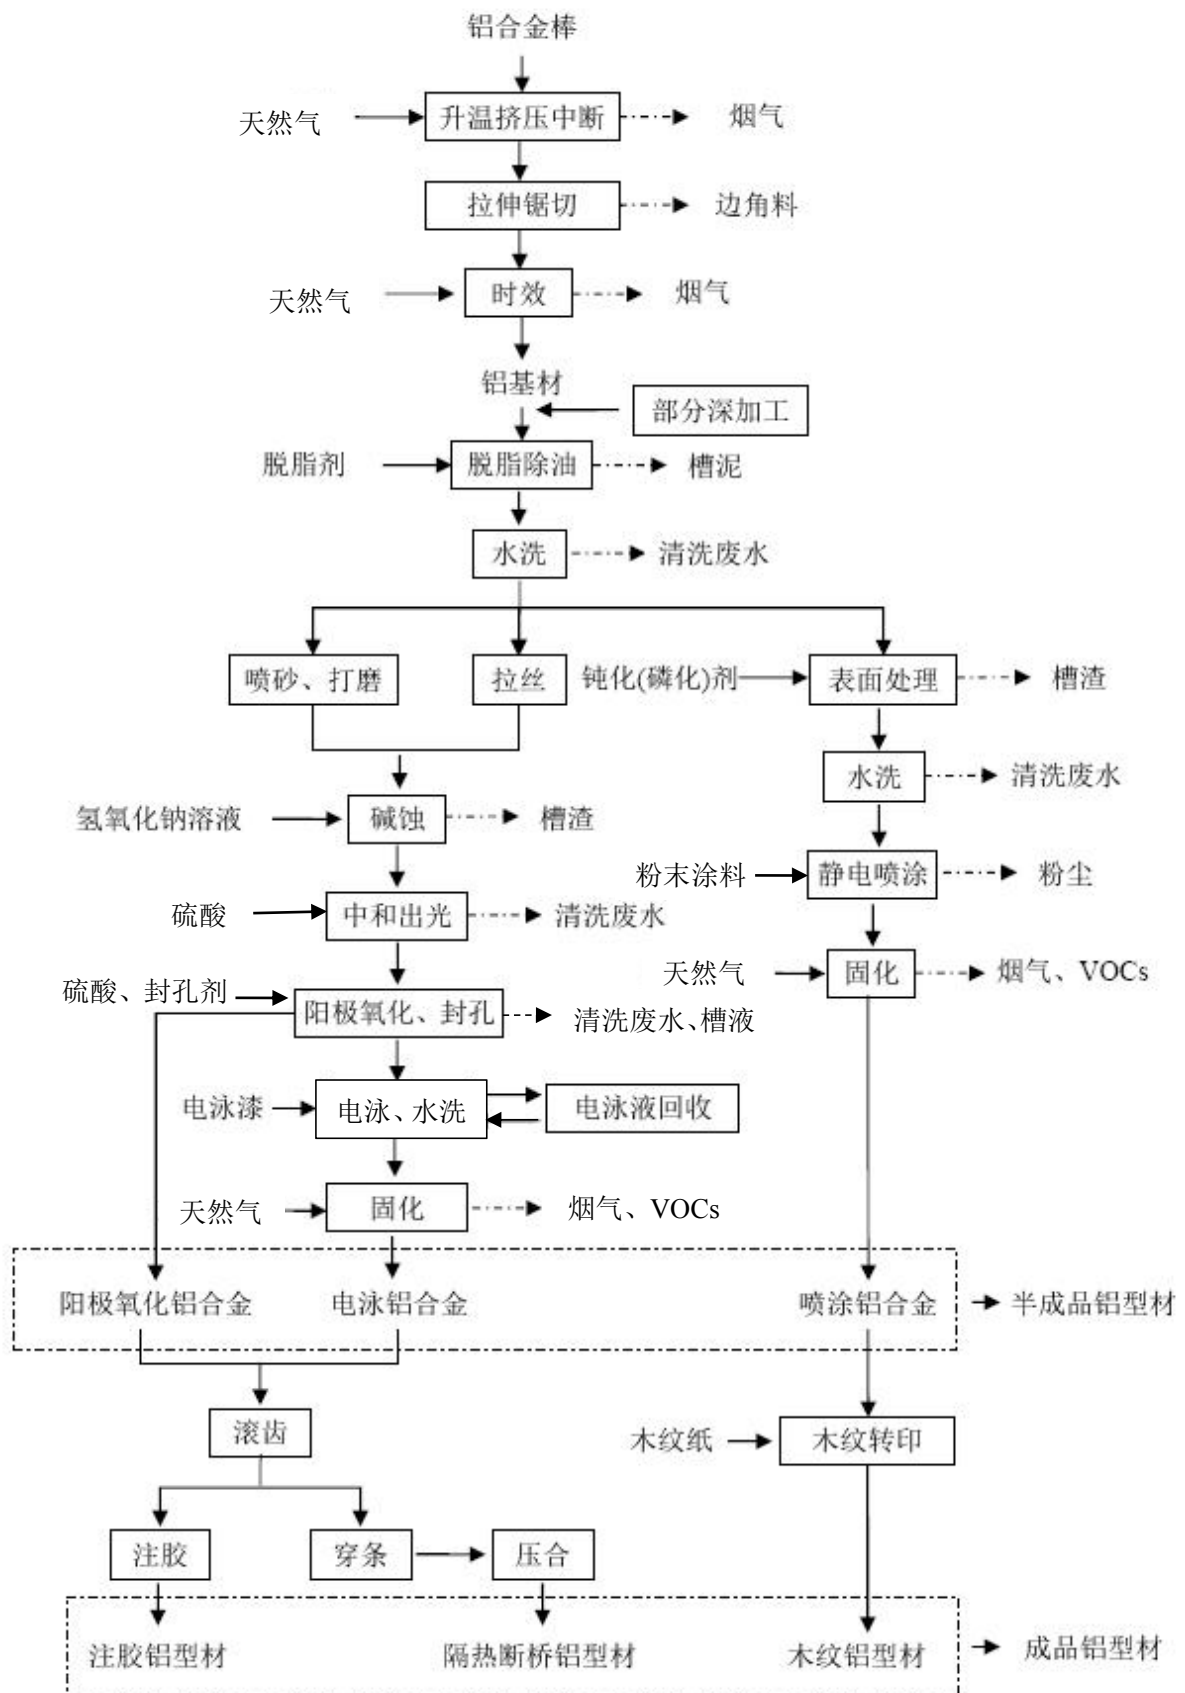 铝合金棒
天然气
升温挤压中断
烟气
拉伸锯切
边角料
天然气
时效
烟气
铝基材
部分深加工
脱脂剂
脱脂除油
槽泥
水洗
清洗废水
喷砂、打磨
拉丝
钝化(磷化)剂
表面处理
槽渣
水洗
清洗废水
氢氧化钠溶液
碱蚀
槽渣
粉末涂料
静电喷涂
粉尘
硫酸
中和出光
清洗废水
天然气
固化
烟气、VOCs
硫酸、封孔剂
阳极氧化、封孔
清洗废水、槽液
电泳漆
电泳、水洗
电泳液回收
天然气
固化
烟气、VOCs
阳极氧化铝合金
电泳铝合金
喷涂铝合金
半成品铝型材
滚齿
木纹纸
木纹转印
注胶
穿条
压合
注胶铝型材
隔热断桥铝型材
木纹铝型材
成品铝型材